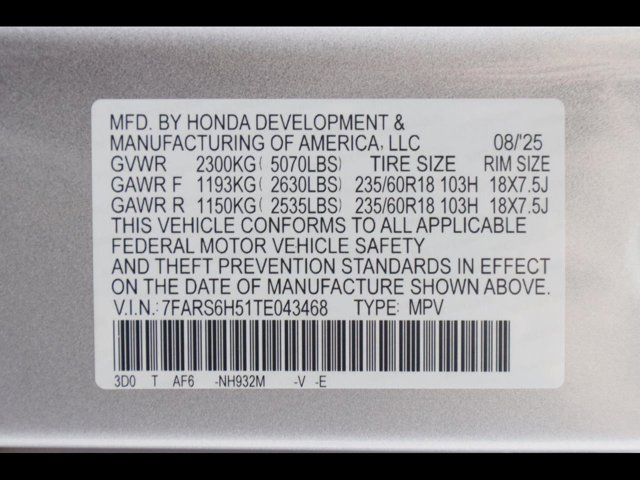 MFD. BY HONDA DEVELOPMENT &
MANUFACTURING OF AMERICA, LLC 08/'25
GVWR 2300KG( 5070LBS) TIRE SIZE RIM SIZE
GAWR F 1193KG( 2630LBS) 235/60R18 103H 18X7.5J
GAWR R 1150KG( 2535LBS) 235/60R18 103H 18X7.5J
THIS VEHICLE CONFORMS TO ALL APPLICABLE
FEDERAL MOTOR VEHICLE SAFETY
AND THEFT PREVENTION STANDARDS IN EFFECT
ON THE DATE OF MANUFACTURE SHOWN ABOVE.
V.I.N.: 7FARS6H51TE043468 TYPE: MPV
3D0 T AF6 -NH932M -V -E